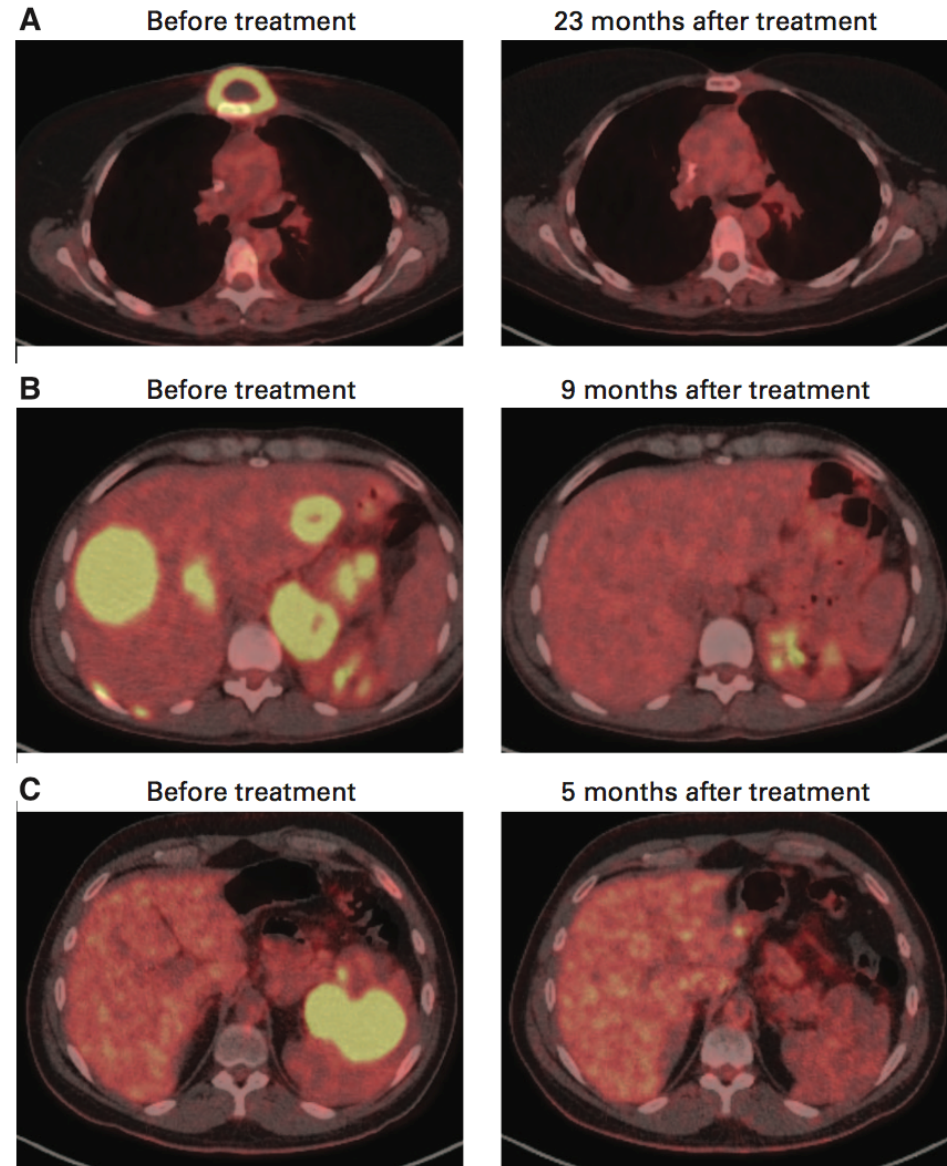 A Before treatment 23 months after treatment
B Before treatment 9 months after treatment
C Before treatment 5 months after treatment